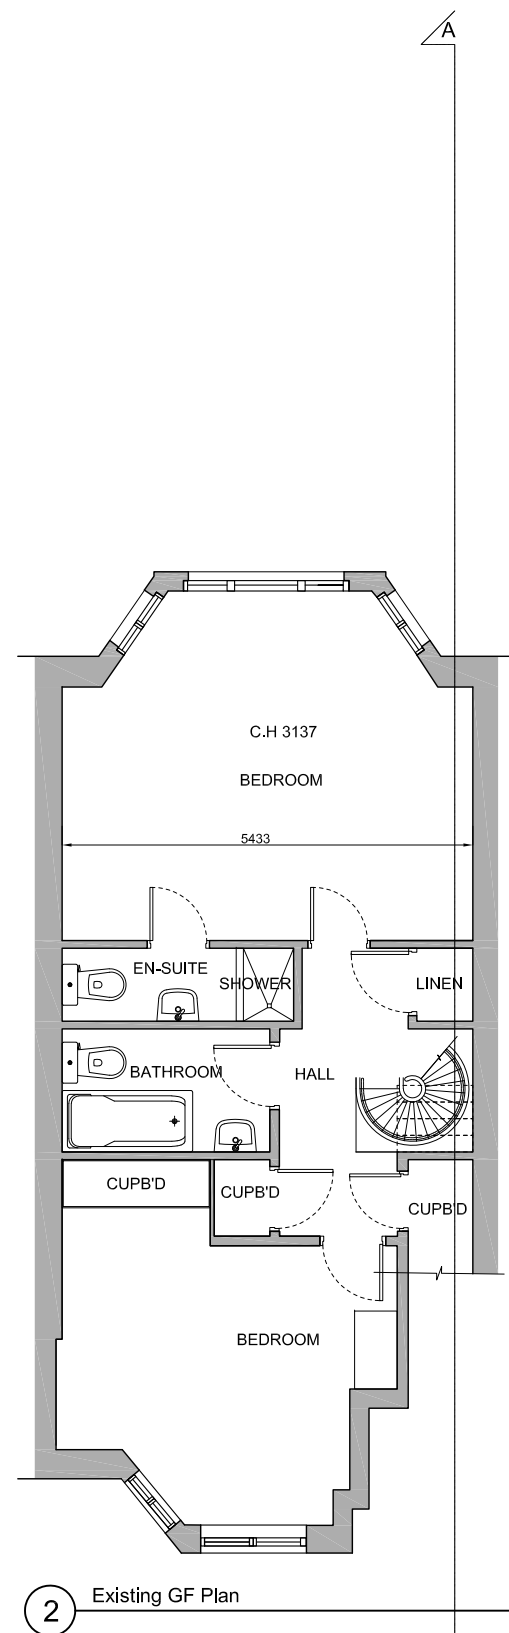 A
C.H 3137
BEDROOM
5433
EN-SUITE
SHOWER
LINEN
BATHROOM
HALL
CUPB'D
CUPB'D
CUPB'D
BEDROOM
2
Existing GF Plan